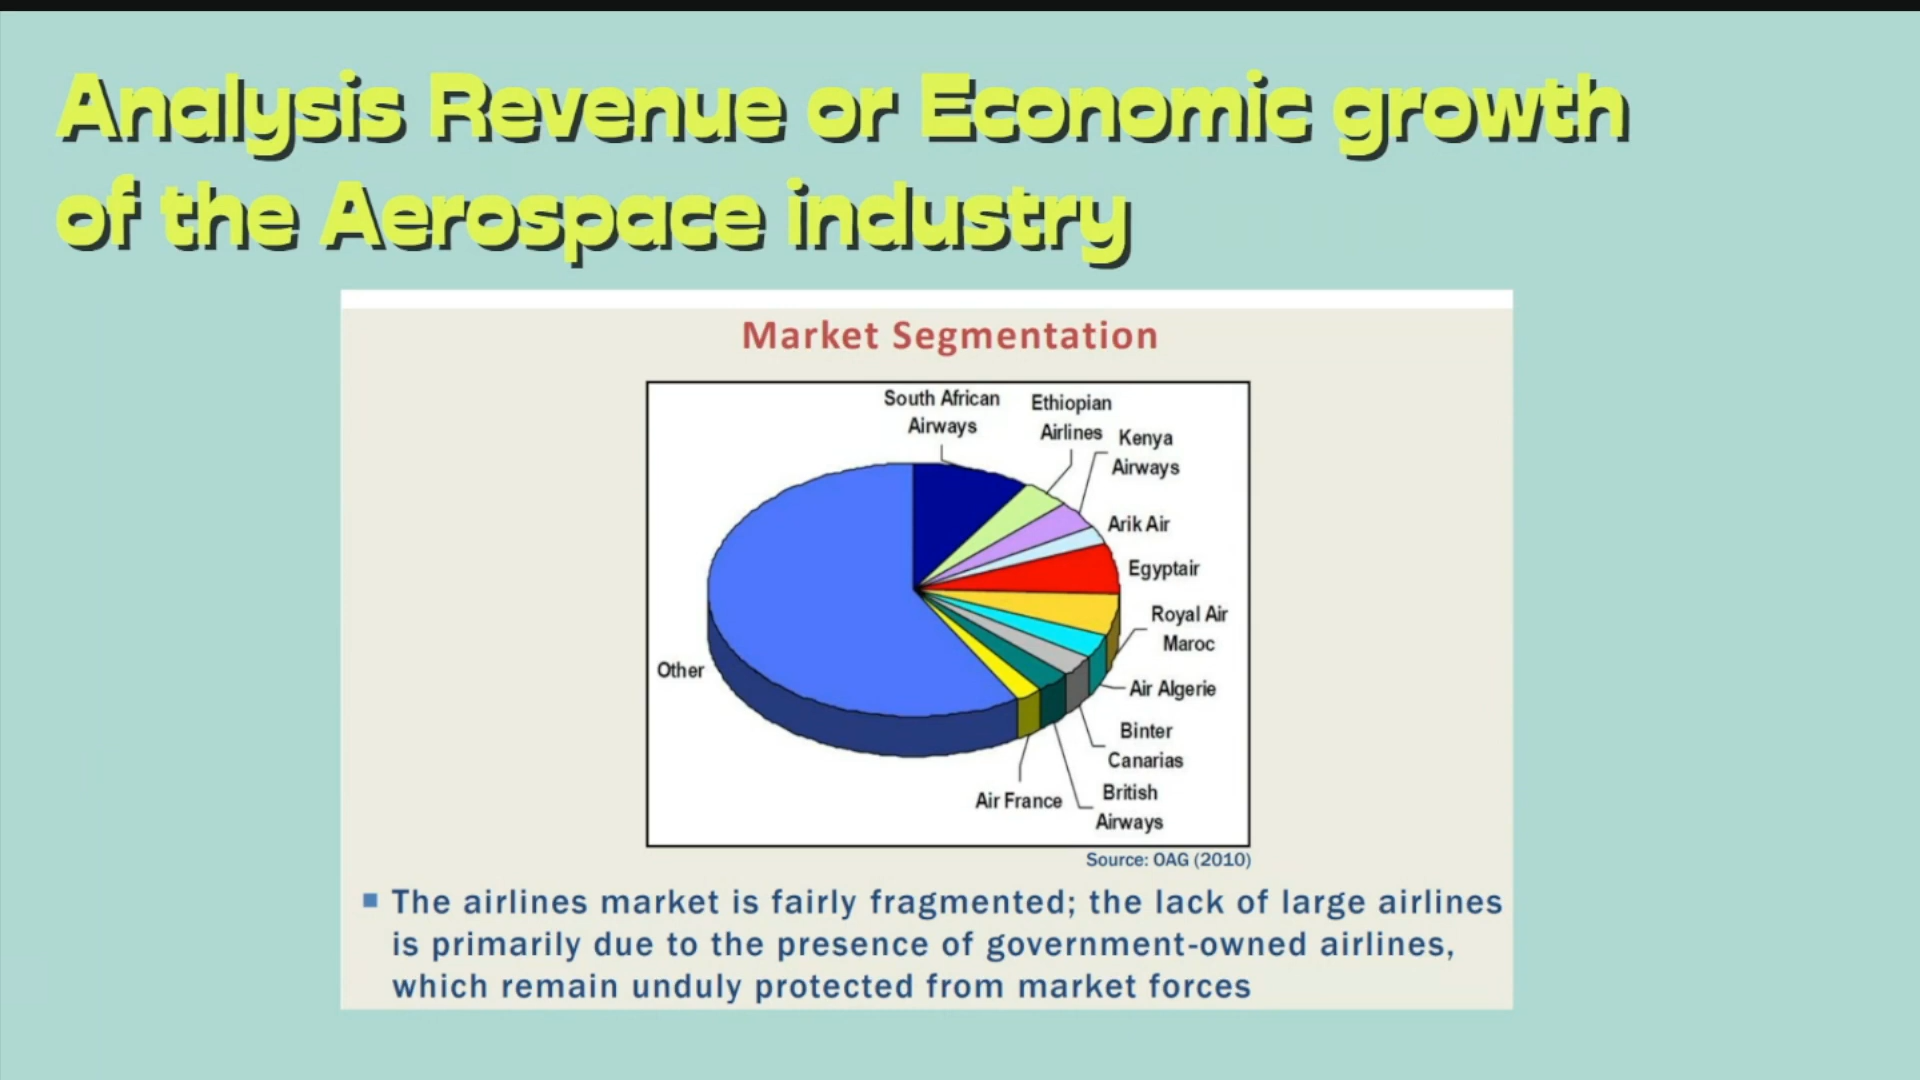 Analysis Revenue or Economic growth
of the Aerospace industry
Market Segmentation
South African
Airways
Ethiopian
Airlines
Kenya
Airways
Arik Air
Egyptair
Royal Air
Maroc
Air Algerie
Binter
Canarias
British
Airways
Air France
Other
Source: OAG (2010)
The airlines market is fairly fragmented; the lack of large airlines
is primarily due to the presence of government-owned airlines,
which remain unduly protected from market forces